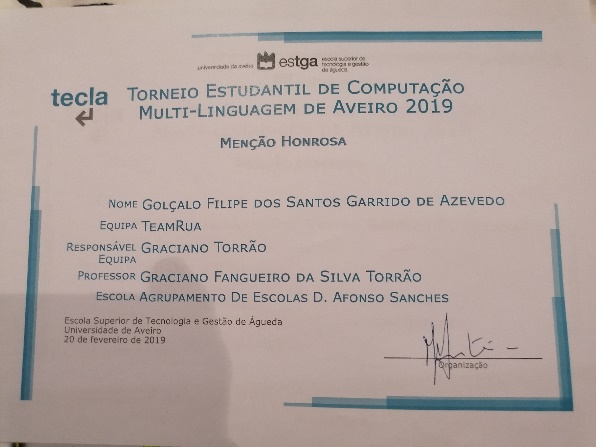 universidade de aveiro estga escola superior de
tecnologia e gestão
de águeda
tecla
TORNEIO ESTUDANTIL DE COMPUTAÇÃO
MULTI-LINGUAGEM DE AVEIRO 2019
MENÇÃO HONROSA
NOME GOLÇALO FILIPE DOS SANTOS GARRIDO DE AZEVEDO
EQUIPA TEAMRUA
RESPONSÁVEL GRACIANO TORRÃO
EQUIPA
PROFESSOR GRACIANO FANGUEIRO DA SILVA TORRÃO
ESCOLA AGRUPAMENTO DE ESCOLAS D. AFONSO SANCHES
Escola Superior de Tecnologia e Gestão de Águeda
Universidade de Aveiro
20 de fevereiro de 2019
Organização